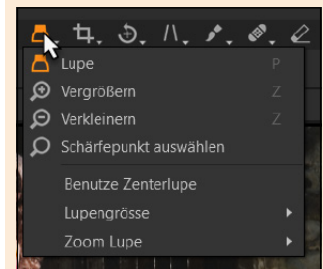 Lupe P
Vergrößern Z
Verkleinern Z
Schärfepunkt auswählen
Benutze Zenterlupe
Lupengrösse
Zoom Lupe